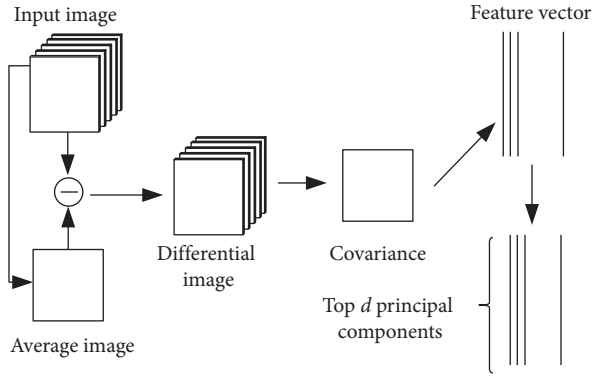 Input image
Feature vector
Differential
image
Covariance
Top d principal
components
Average image